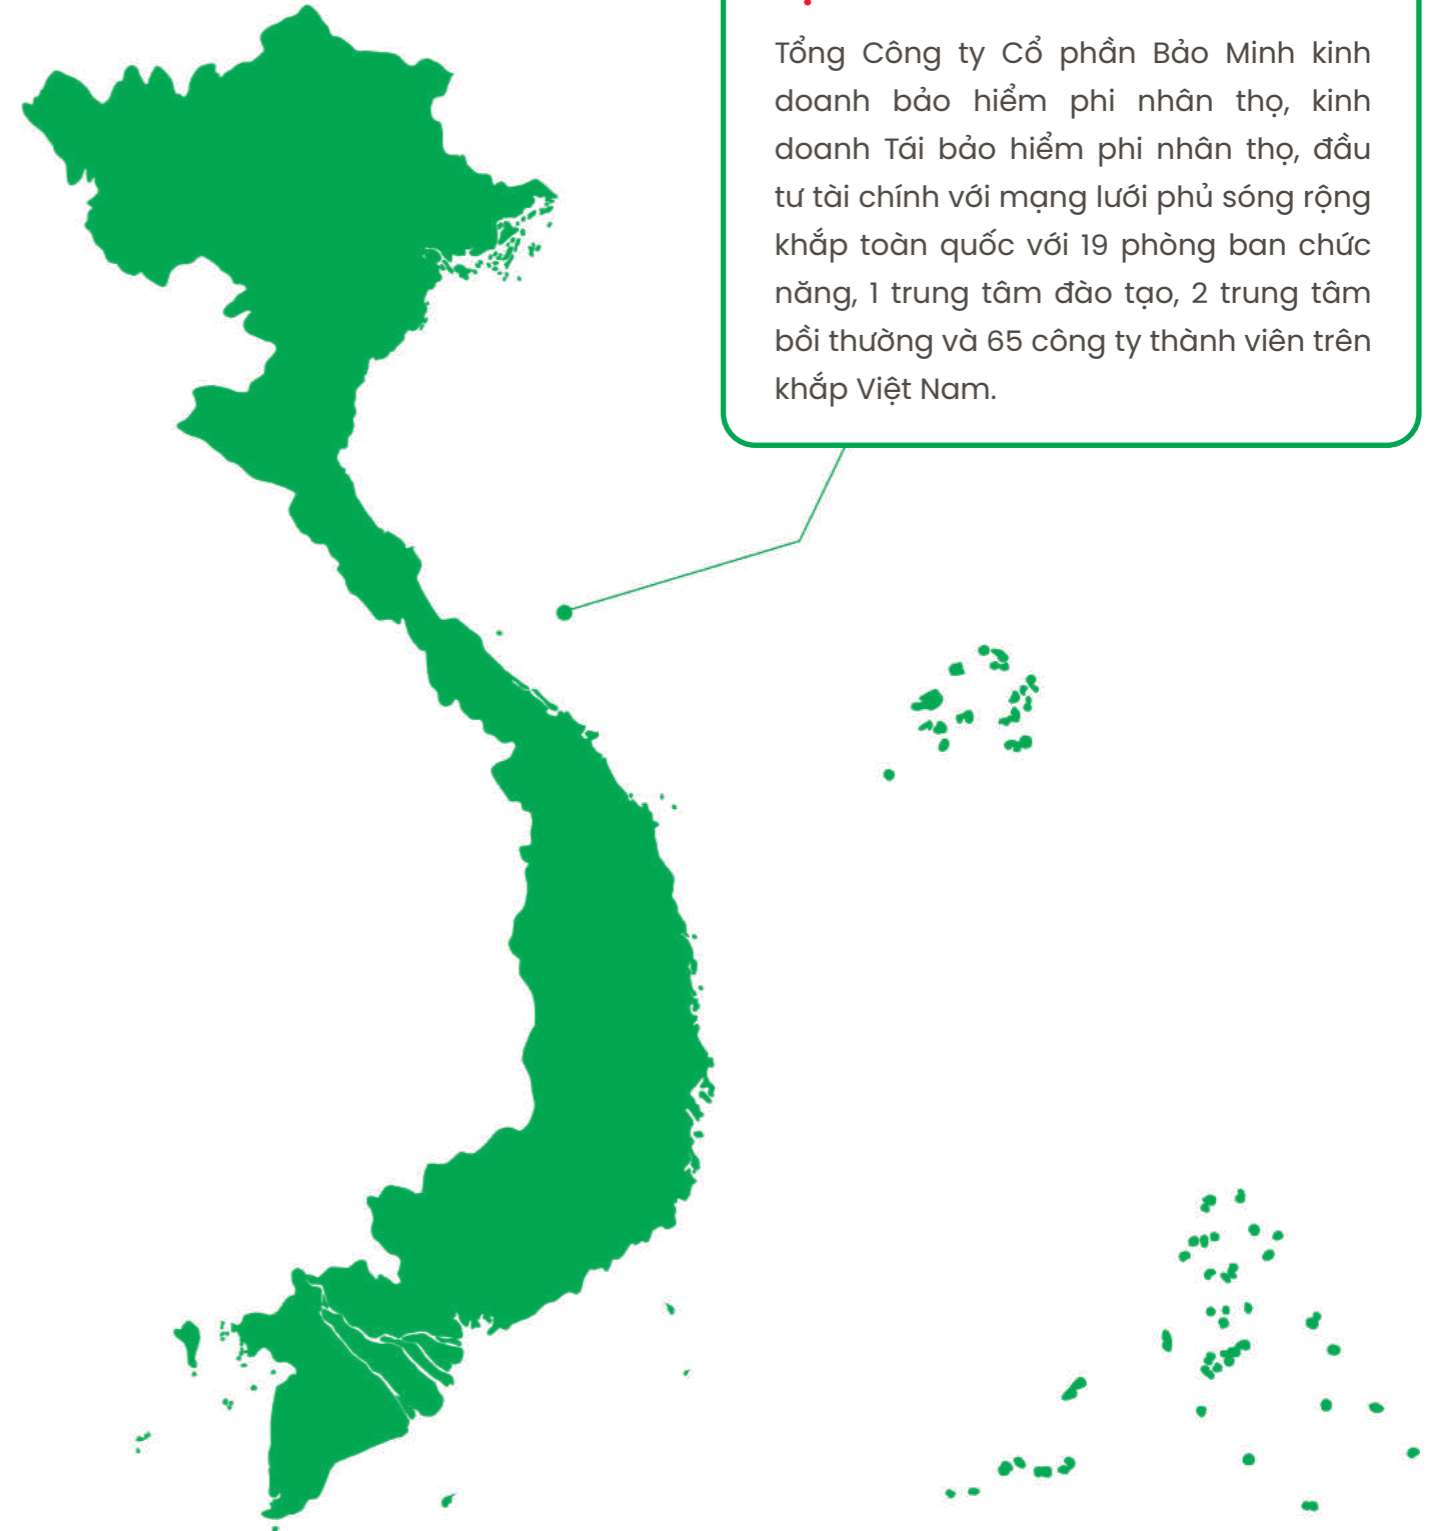 Tổng Công ty Cổ phần Bảo Minh kinh
doanh bảo hiểm phi nhân thọ, kinh
doanh Tái bảo hiểm phi nhân thọ, đầu
tư tài chính với mạng lưới phủ sóng rộng
khắp toàn quốc với 19 phòng ban chức
năng, 1 trung tâm đào tạo, 2 trung tâm
bồi thường và 65 công ty thành viên trên
khắp Việt Nam.